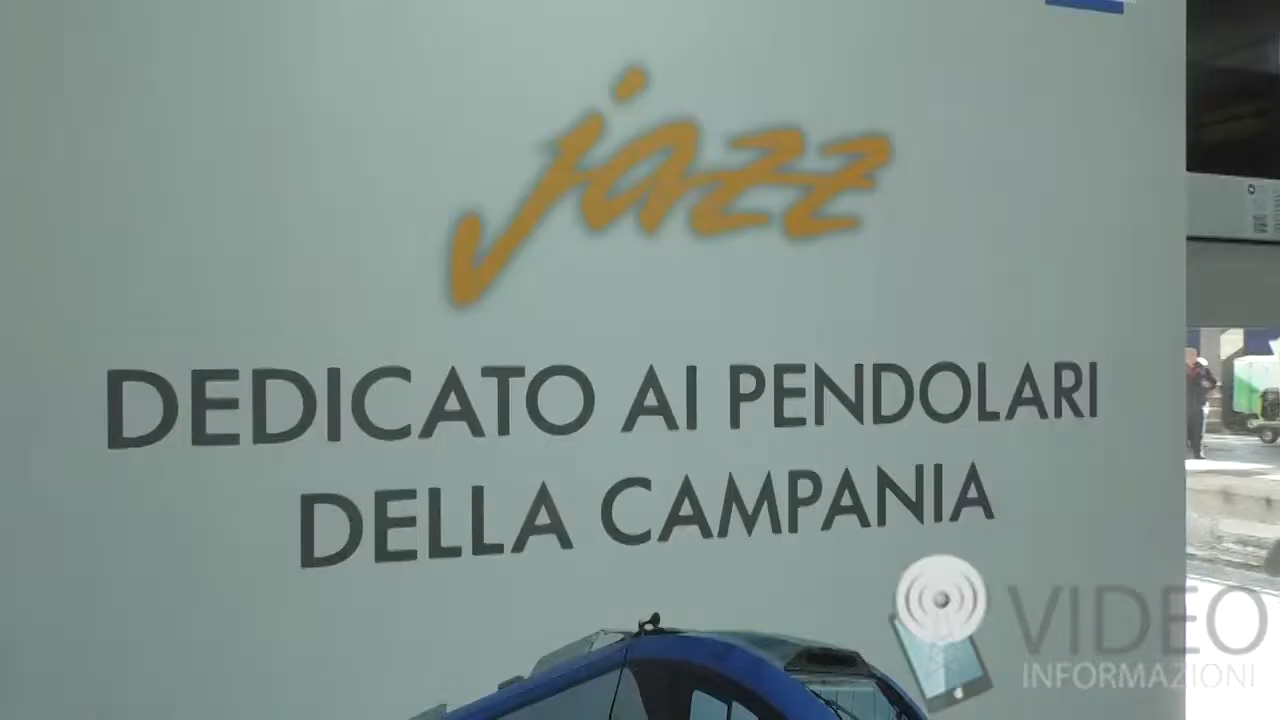 jazz
DEDICATO AI PENDOLARI
DELLA CAMPANIA
VIDEO
INFORMAZIONI